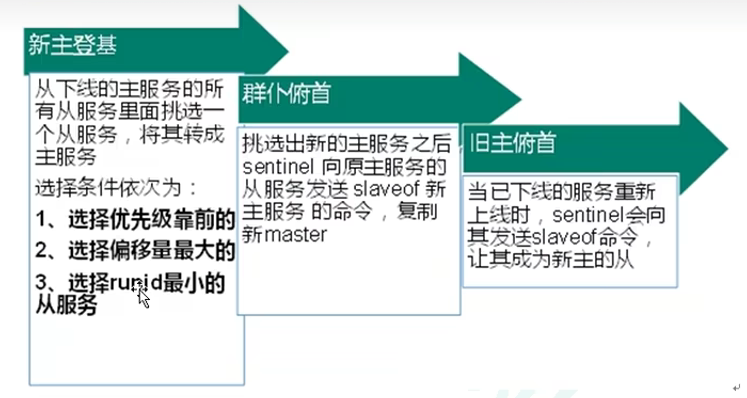 新主登基
从下线的主服务的所
有从服务里面挑选一
个从服务，将其转成
主服务
选择条件依次为：
1、选择优先级靠前的
2、选择偏移量最大的
3、选择runid最小的
从服务
群仆俯首
挑选出新的主服务之后
sentinel 向原主服务的
从服务发送 slaveof 新
主服务 的命令，复制
新master
旧主俯首
当已下线的服务重新
上线时，sentinel会向
其发送slaveof命令，
让其成为新主的从